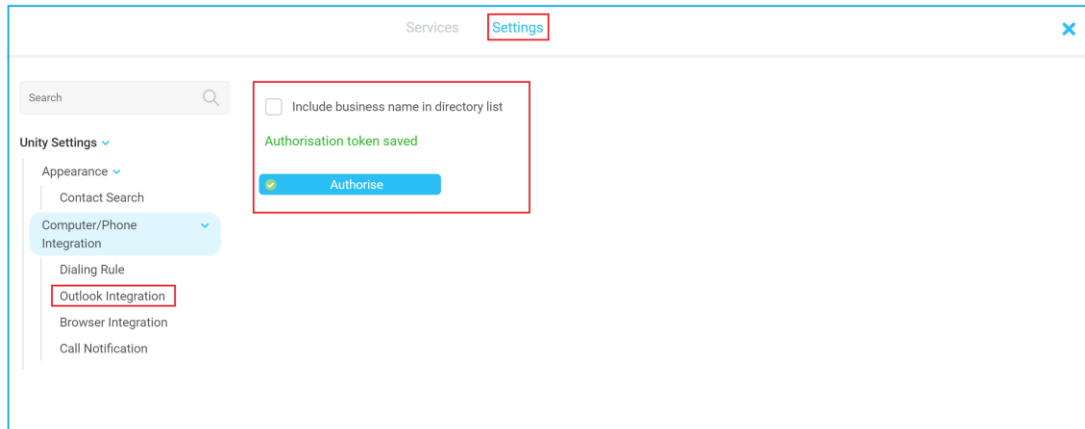 Services Settings
Search
Include business name in directory list
Unity Settings
Authorisation token saved
Appearance
Authorise
Contact Search
Computer/Phone
Integration
Dialing Rule
Outlook Integration
Browser Integration
Call Notification